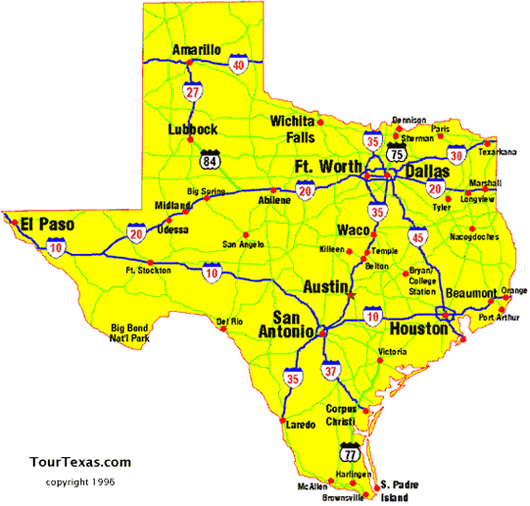 Amarillo
40
27
Lubbock
84
Wichita
Falls
35
75
Dennison
Sherman
Paris
30
Texarkana
Ft. Worth
Dallas
Big Spring
20
Abilene
35
20
Marshall
Longview
Tyler
Midland
Odessa
El Paso
10
20
San Angelo
Waco
45
Nacogdoches
Killeen
Temple
Belton
Ft. Stockton
10
Bryan/
College
Station
Austin
Beaumont
Orange
Port Arthur
San
Antonio
10
Houston
Big Bond
Nat'l Park
Del Rio
Victoria
35
37
Corpus
Christi
Laredo
77
Harlingen
McAllen
Brownsville
S. Padre
Island
TourTexas.com
copyright 1996